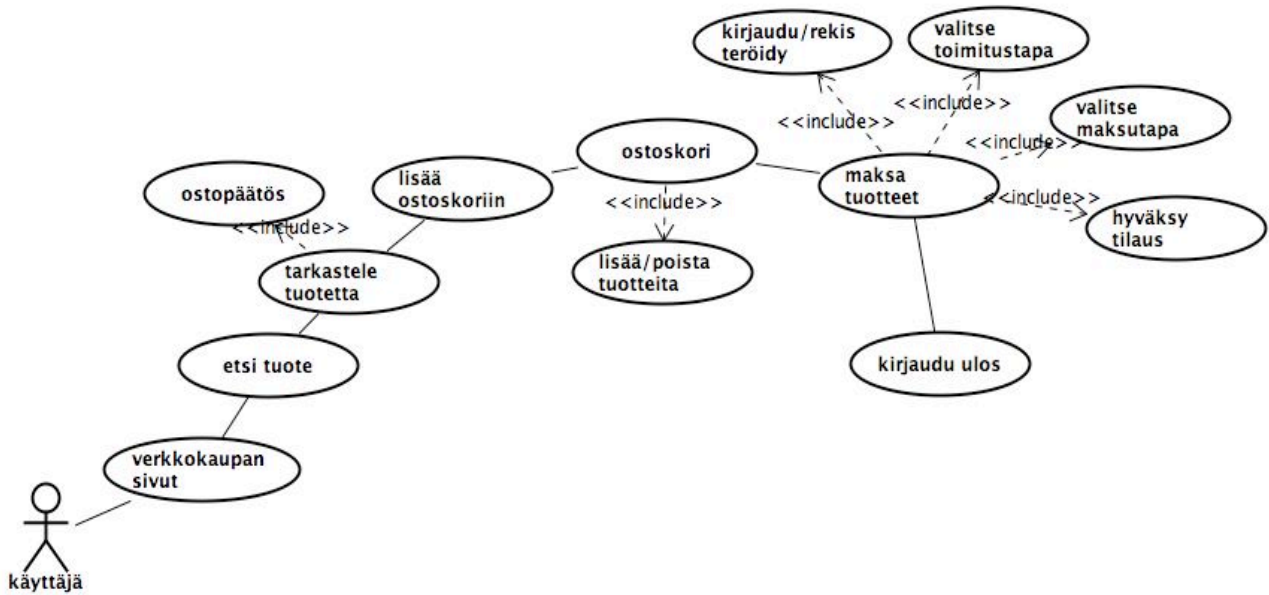 kirjaudu/rekis
teröidy
valitse
toimitustapa
<<include>>
<<include>>
valitse
maksutapa
<<include>>
ostoskori
maksa
tuotteet
lisää
ostoskoriin
ostopäätös
<<include>>
<<include>>
hyväksy
tilaus
<<include>>
tarkastele
tuotetta
lisää/poista
tuotteita
etsi tuote
kirjaudu ulos
verkkokaupan
sivut
käyttäjä